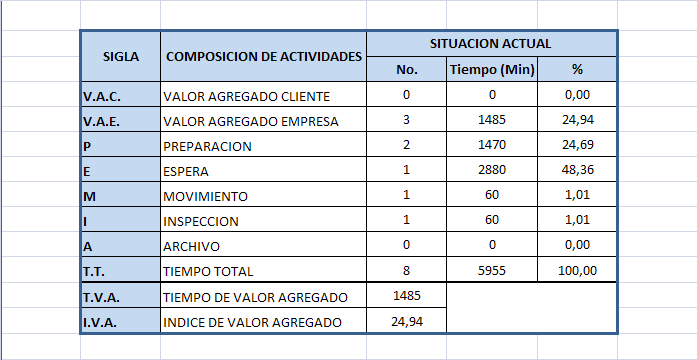 SIGLA COMPOSICION DE ACTIVIDADES SITUACION ACTUAL
No. Tiempo (Min) %
V.A.C. VALOR AGREGADO CLIENTE 0 0 0,00
V.A.E. VALOR AGREGADO EMPRESA 3 1485 24,94
P PREPARACION 2 1470 24,69
E ESPERA 1 2880 48,36
M MOVIMIENTO 1 60 1,01
I INSPECCION 1 60 1,01
A ARCHIVO 0 0 0,00
T.T. TIEMPO TOTAL 8 5955 100,00
T.V.A. TIEMPO DE VALOR AGREGADO 1485
I.V.A. INDICE DE VALOR AGREGADO 24,94